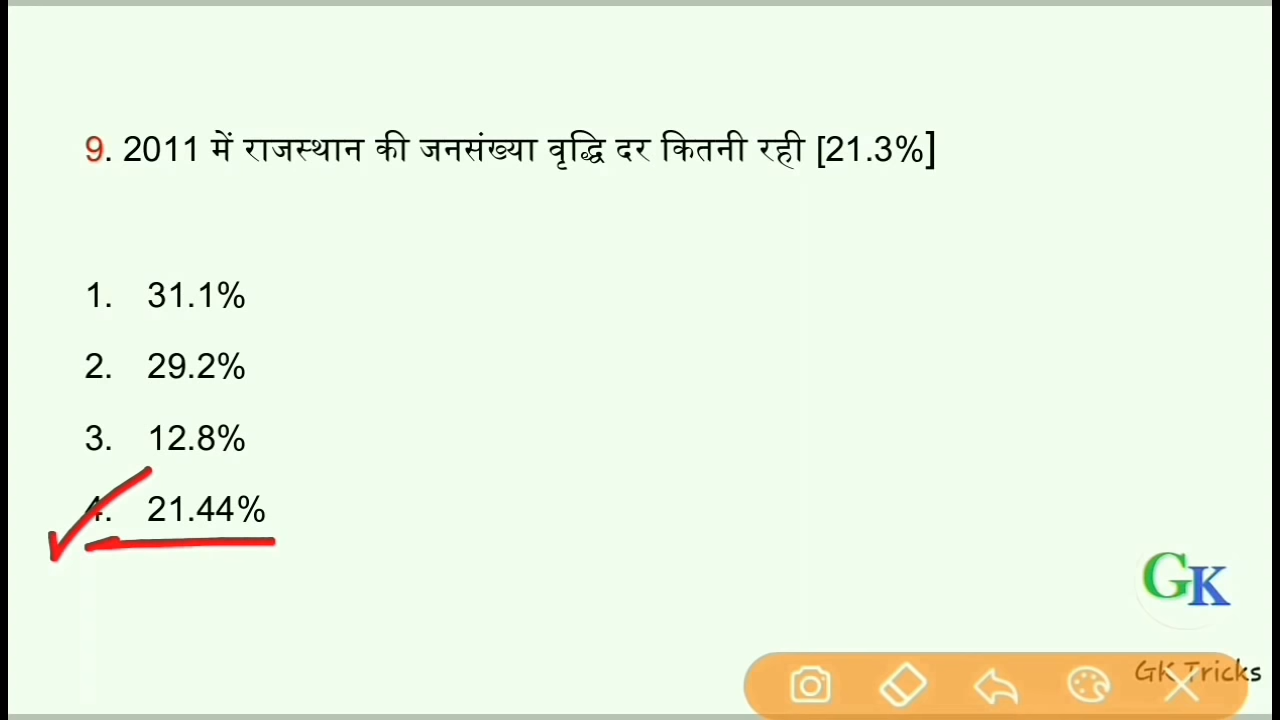 9. 2011 में राजस्थान की जनसंख्या वृद्धि दर कितनी रही [21.3%]
1. 31.1%
2. 29.2%
3. 12.8%
4. 21.44%
GK
GK Tricks